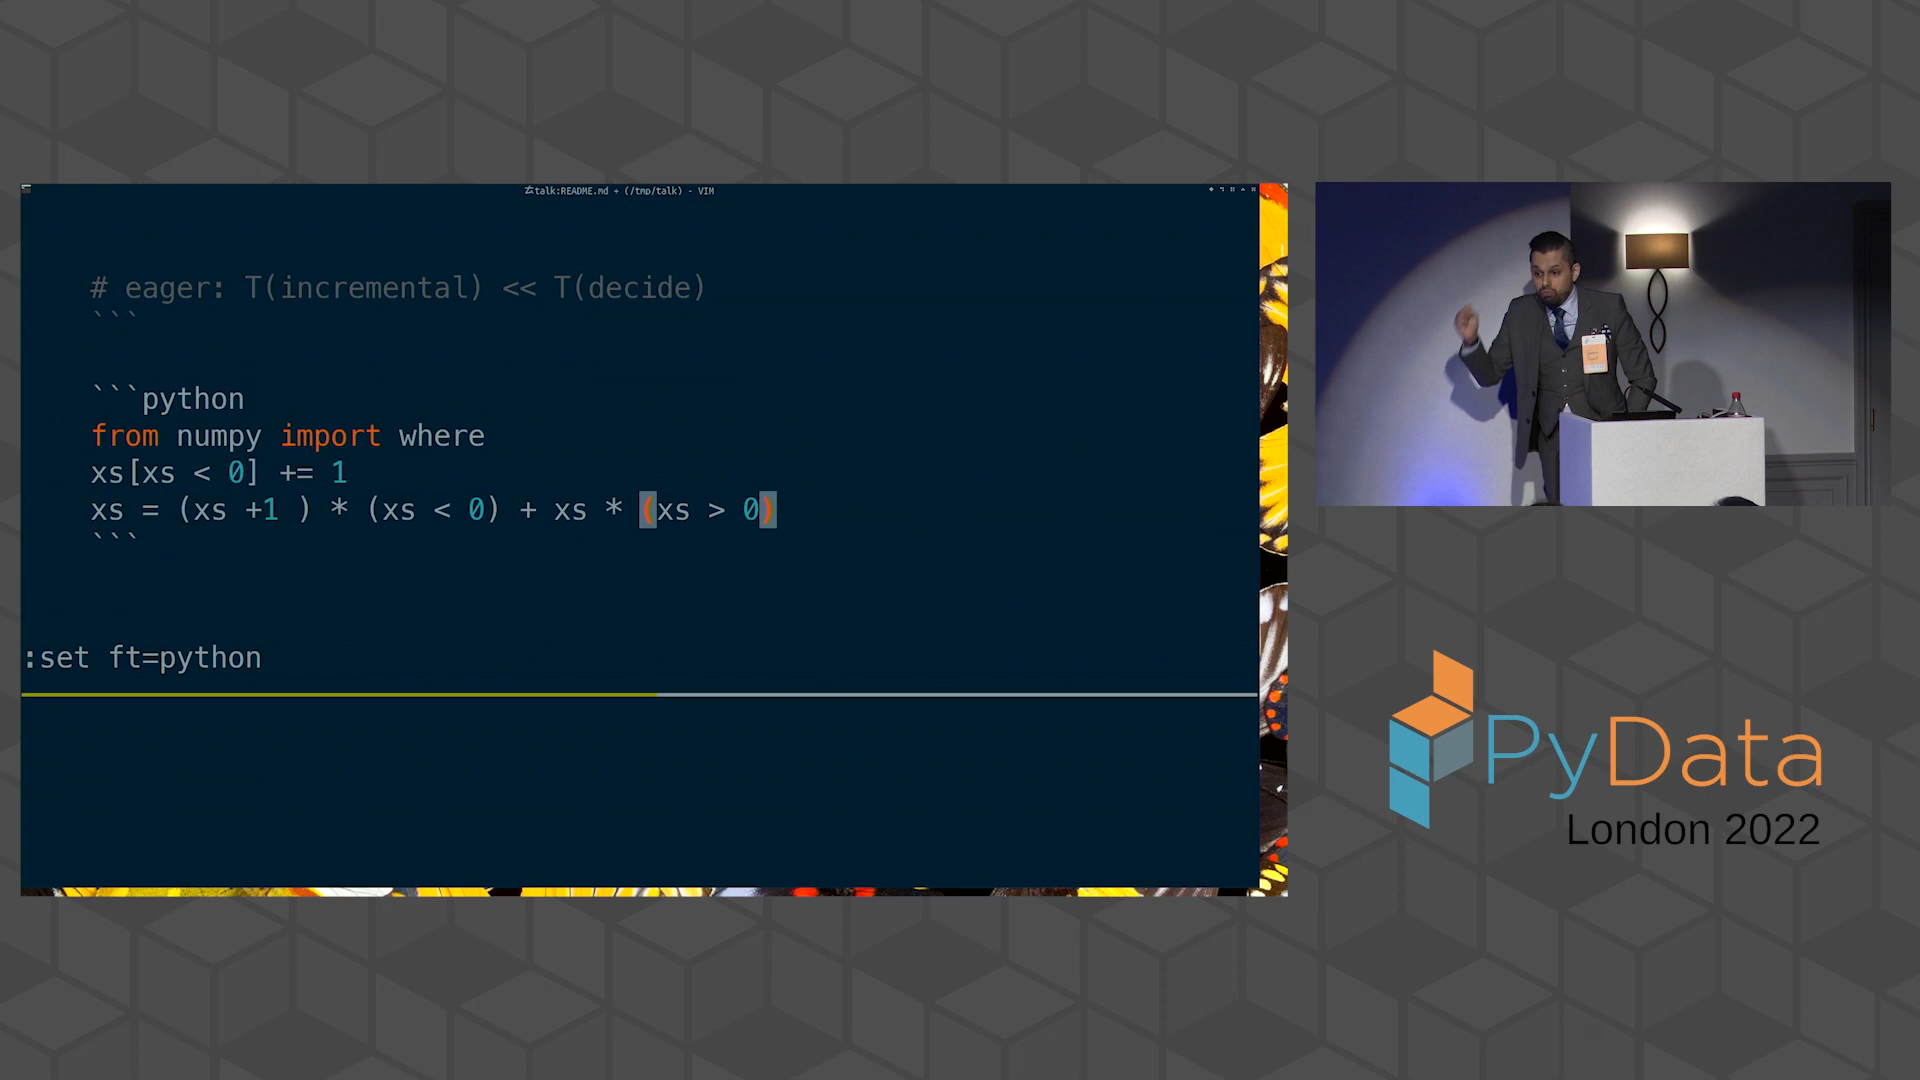 talk:README.md + (/tmp/talk) - VIM
# eager: T(incremental) << T(decide)
```
```python
from numpy import where
xs[xs < 0] += 1
xs = (xs +1 ) * (xs < 0) + xs * (xs > 0)
```
:set ft=python
PyData
London 2022